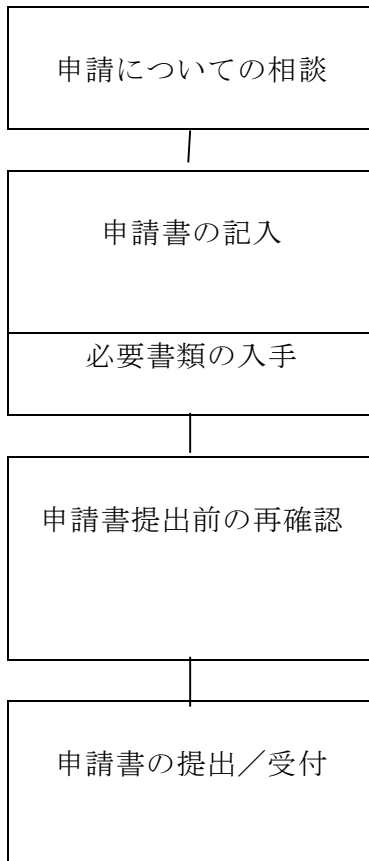 申請についての相談
申請書の記入
必要書類の入手
申請書提出前の再確認
申請書の提出／受付